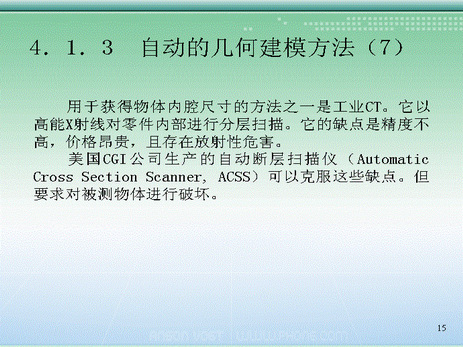 4．1．3　自动的几何建模方法（7）
用于获得物体内腔尺寸的方法之一是工业CT。它以
高能X射线对零件内部进行分层扫描。它的缺点是精度不
高，价格昂贵，且存在放射性危害。
美国CGI公司生产的自动断层扫描仪（Automatic
Cross Section Scanner, ACSS）可以克服这些缺点。但
要求对被测物体进行破坏。
15